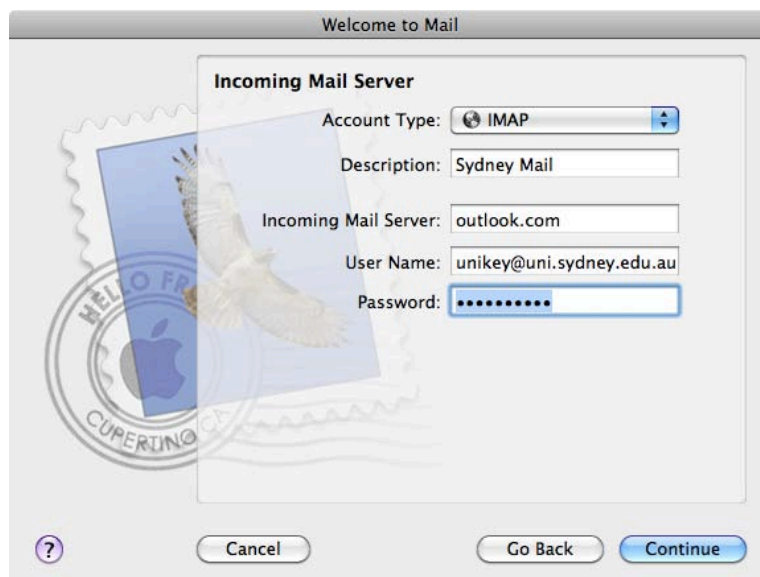 Welcome to Mail
Incoming Mail Server
Account Type: IMAP
Description: Sydney Mail
Incoming Mail Server: outlook.com
User Name: unikey@uni.sydney.edu.au
Password: ••••••••••
HELLO FR
CUPERTINO CA
? Cancel Go Back Continue